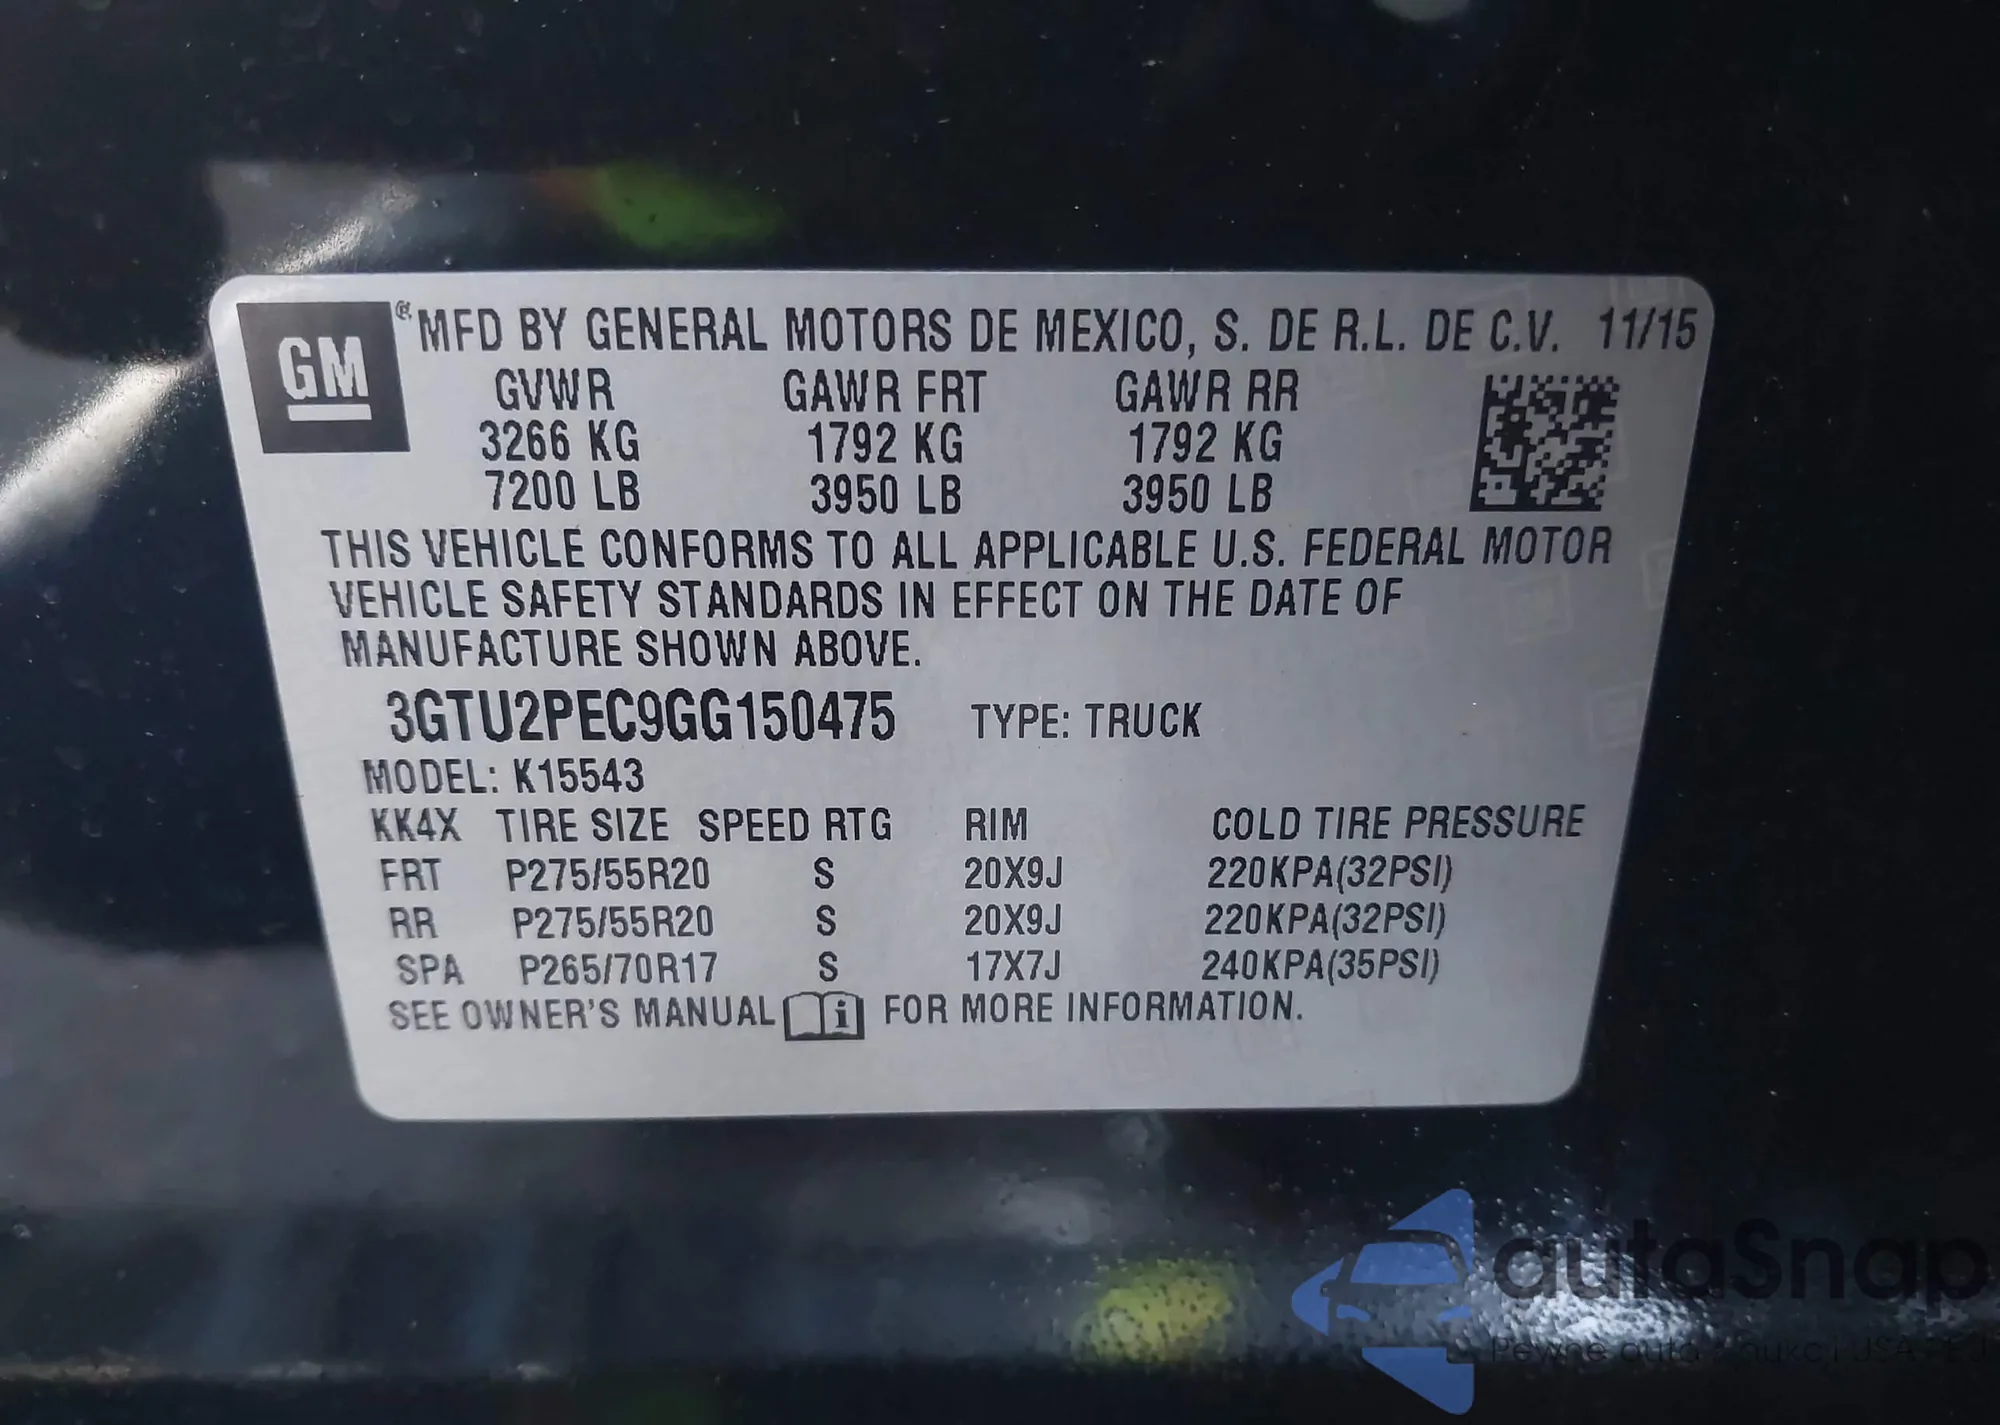 GM
® MFD BY GENERAL MOTORS DE MEXICO, S. DE R.L. DE C.V. 11/15
GVWR GAWR FRT GAWR RR
3266 KG 1792 KG 1792 KG
7200 LB 3950 LB 3950 LB
THIS VEHICLE CONFORMS TO ALL APPLICABLE U.S. FEDERAL MOTOR
VEHICLE SAFETY STANDARDS IN EFFECT ON THE DATE OF
MANUFACTURE SHOWN ABOVE.
3GTU2PEC9GG150475 TYPE: TRUCK
MODEL: K15543
KK4X TIRE SIZE SPEED RTG RIM COLD TIRE PRESSURE
FRT P275/55R20 S 20X9J 220KPA(32PSI)
RR P275/55R20 S 20X9J 220KPA(32PSI)
SPA P265/70R17 S 17X7J 240KPA(35PSI)
SEE OWNER'S MANUAL i FOR MORE INFORMATION.
autaSnap
Pewne auta USA